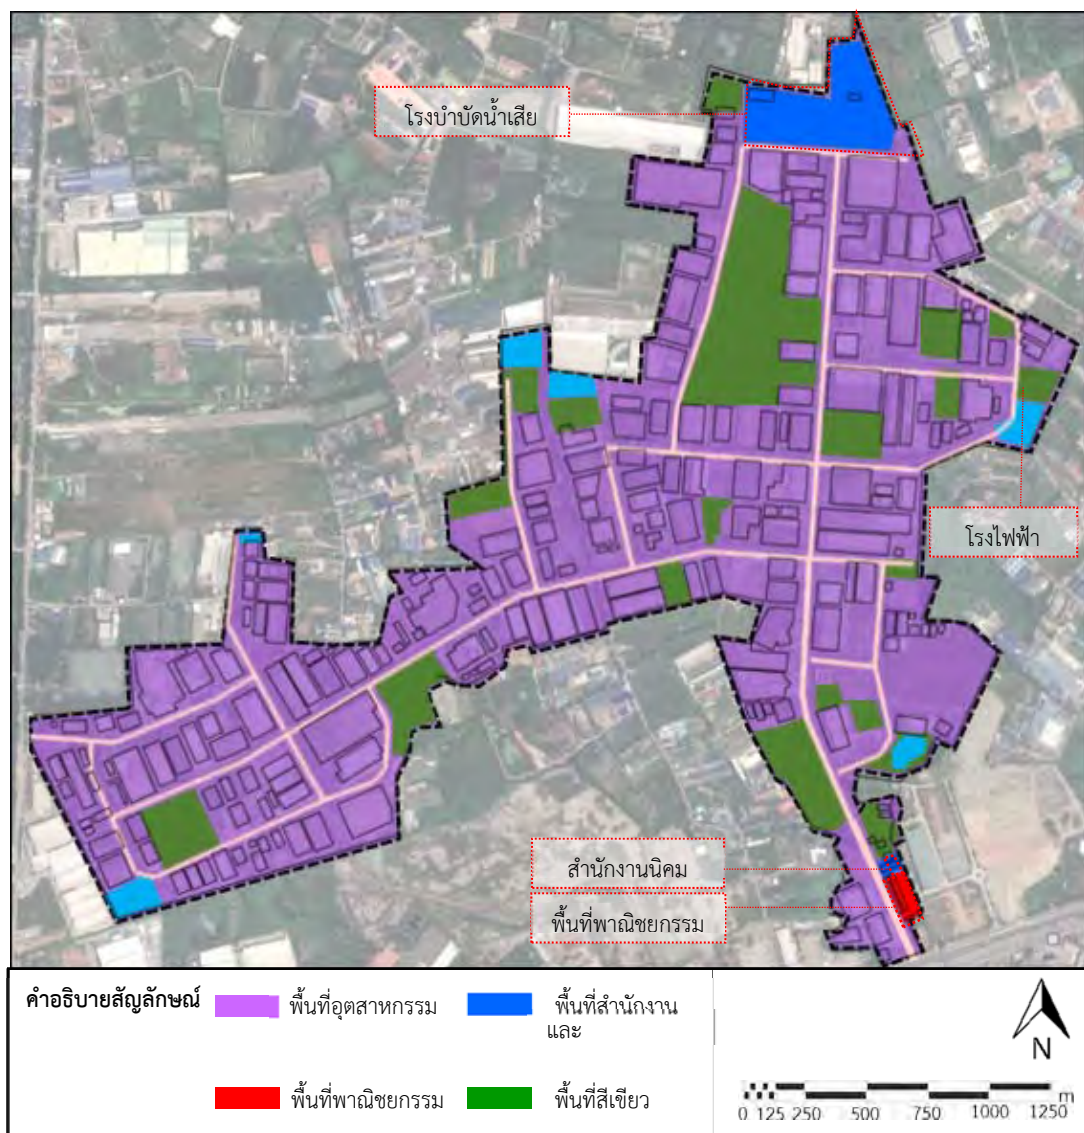 โรงบำบัดน้ำเสีย
โรงไฟฟ้า
สำนักงานนิคม
พื้นที่พาณิชยกรรม
คำอธิบายสัญลักษณ์
พื้นที่อุตสาหกรรม
พื้นที่สำนักงาน
และ
พื้นที่พาณิชยกรรม
พื้นที่สีเขียว
N
0 125 250 500 750 1000 1250 m